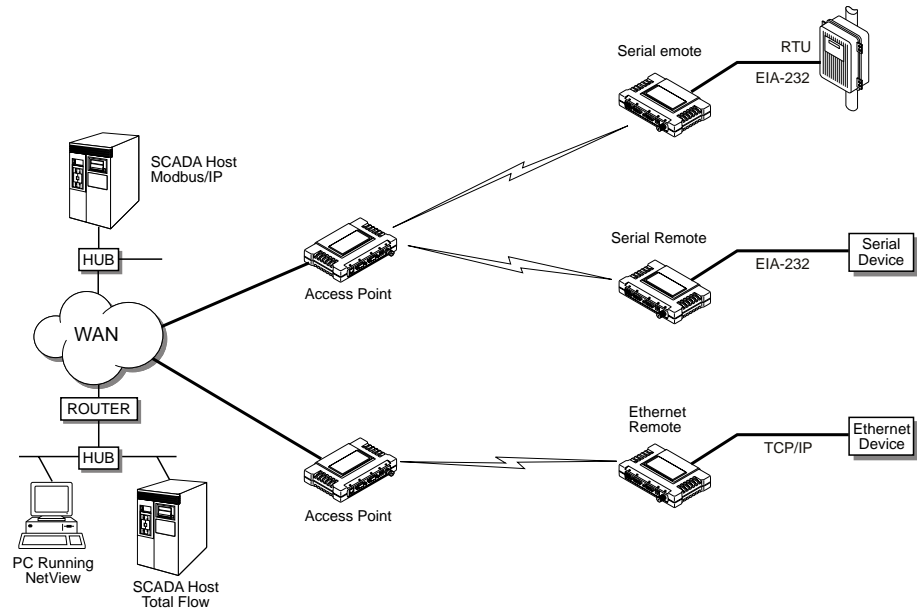 Serial emote
RTU
EIA-232
SCADA Host
Modbus/IP
HUB
Access Point
Serial Remote
EIA-232
Serial
Device
WAN
ROUTER
HUB
PC Running
NetView
SCADA Host
Total Flow
Access Point
Ethernet
Remote
TCP/IP
Ethernet
Device